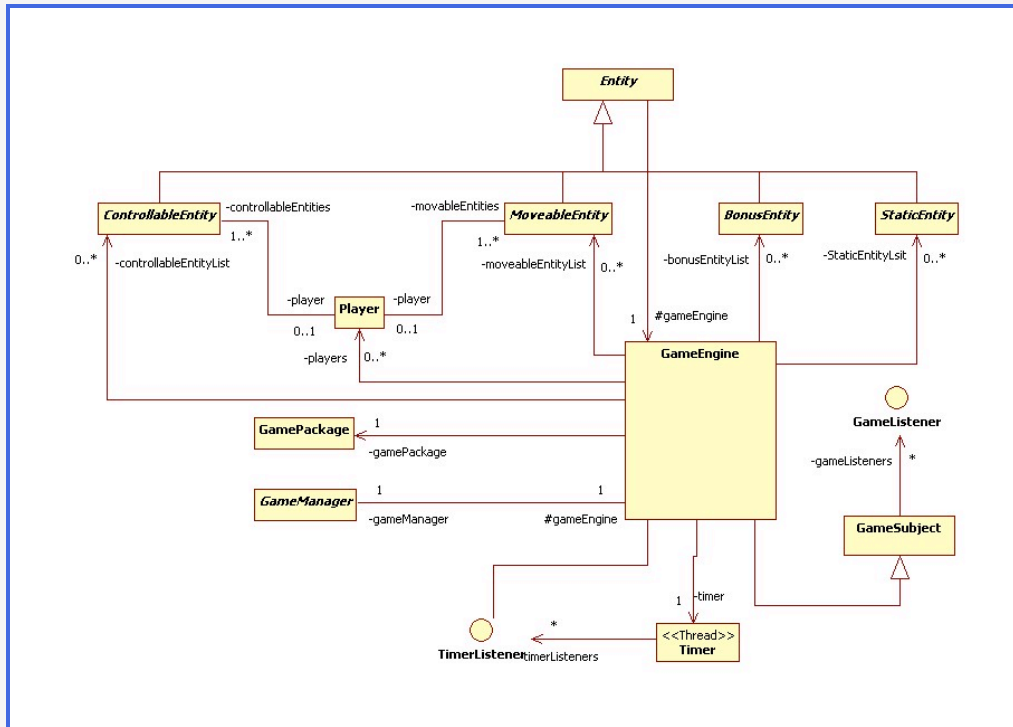 Entity
ControllableEntity
-controllableEntities
-movableEntities
MoveableEntity
BonusEntity
StaticEntity
1..*
1..*
0..*
-controllableEntityList
-moveableEntityList
0..*
-bonusEntityList
0..*
-StaticEntityLsit
0..*
-player
Player
-player
0..1
0..1
1
#gameEngine
-players
0..*
GameEngine
GamePackage
1
-gamePackage
GameListener
-gameListeners
*
GameManager
1
1
-gameManager
#gameEngine
GameSubject
1
-timer
*
<<Thread>>
TimerListener
-timerListeners
Timer